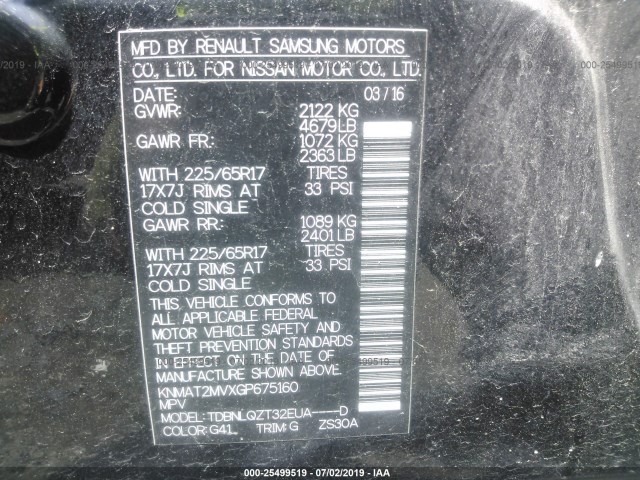 MFD BY RENAULT SAMSUNG MOTORS
CO., LTD. FOR NISSAN MOTOR CO., LTD.
DATE: 03/16
GVWR: 2122 KG
4679LB
GAWR FR: 1072 KG
2363LB
WITH 225/65R17 TIRES
17X7J RIMS AT 33 PSI
COLD SINGLE
GAWR RR: 1089 KG
2401LB
WITH 225/65R17 TIRES
17X7J RIMS AT 33 PSI
COLD SINGLE
THIS VEHICLE CONFORMS TO
ALL APPLICABLE FEDERAL
MOTOR VEHICLE SAFETY AND
THEFT PREVENTION STANDARDS
IN EFFECT ON THE DATE OF
MANUFACTURE SHOWN ABOVE
KNMAT2MVXGP675160
MPV
MODEL: TDBNLQZT32EUA----D
COLOR: G41 TRIM: G ZS30A
000-25499519 - 07/02/2019 - IAA